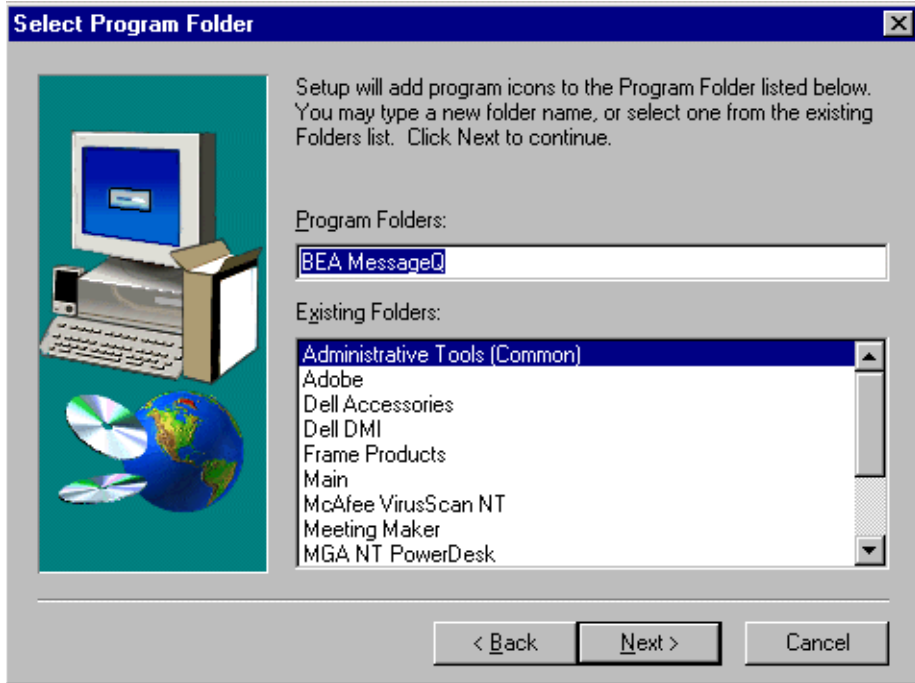 Select Program Folder
Setup will add program icons to the Program Folder listed below.
You may type a new folder name, or select one from the existing
Folders list. Click Next to continue.
Program Folders:
BEA MessageQ
Existing Folders:
Administrative Tools (Common)
Adobe
Dell Accessories
Dell DMI
Frame Products
Main
McAfee VirusScan NT
Meeting Maker
MGA NT PowerDesk
< Back
Next >
Cancel